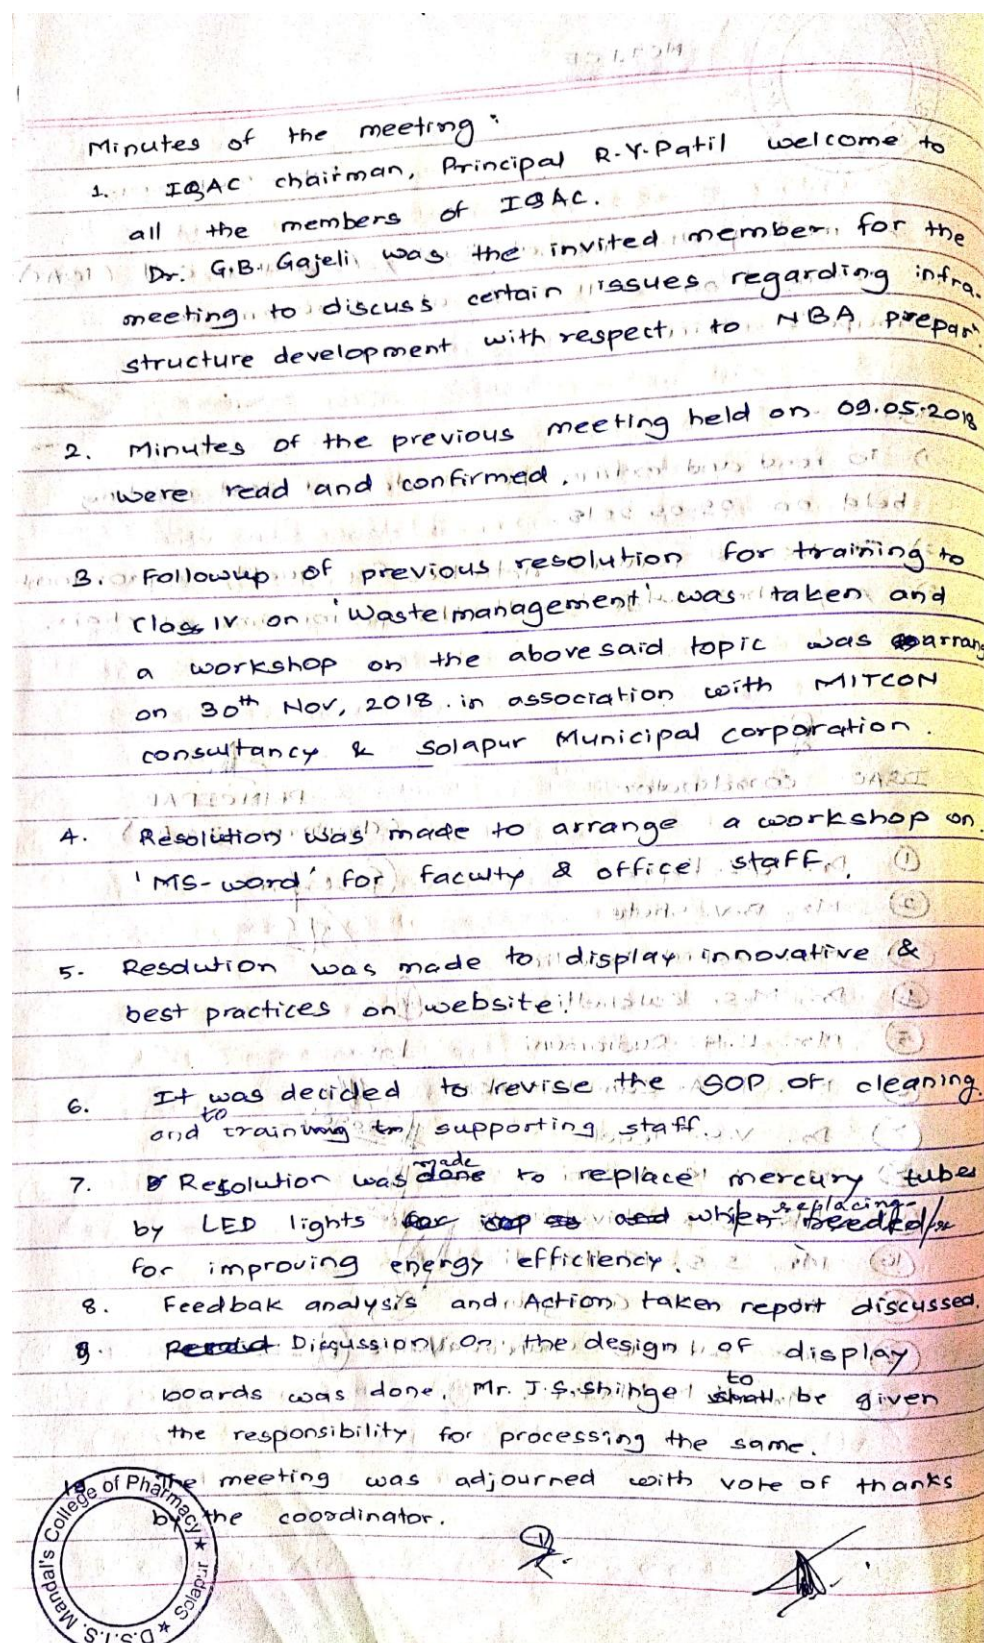 Minutes of the meeting :
1. IQAC chairman, Principal R.Y.Patil welcome to
all the members of IQAC.
Dr. G.B. Gajeli was the invited member for the
meeting to discuss certain issues regarding infra-
structure development with respect to NBA prepar
2. Minutes of the previous meeting held on 09.05.2018
were read and confirmed.
3. Followup of previous resolution for training to
class IV on 'Waste management' was taken and
a workshop on the abovesaid topic was arrang
on 30th Nov, 2018. in association with MITCON
consultancy & Solapur Municipal corporation.
4. Resolution was made to arrange a workshop on
'MS-word' for faculty & office staff.
5. Resolution was made to display innovative &
best practices on website.
6. It was decided to revise the SOP of cleaning
and to training supporting staff.
7. Resolution was made to replace mercury tubes
by LED lights while replacing
for improving energy efficiency.
8. Feedbak analysis and Action taken report discussed.
9. Discussion on the design of display
boards was done. Mr. J.S.Shinge to be given
the responsibility for processing the same.
10 The meeting was adjourned with vote of thanks
by the coordinator.
D.S.T.S. Mandal's College of Pharmacy ★ Solapur ★